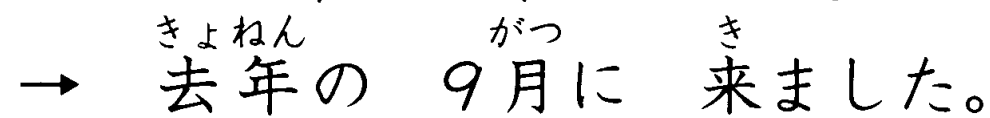 きょねん がつ き
→ 去年の 9月に 来ました。